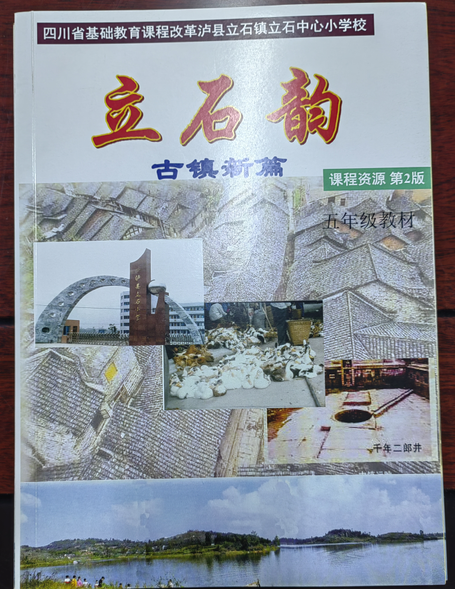 四川省基础教育课程改革泸县立石镇立石中心小学校
立石韵
古镇新篇
课程资源 第2版
五年级教材
千年二郎井